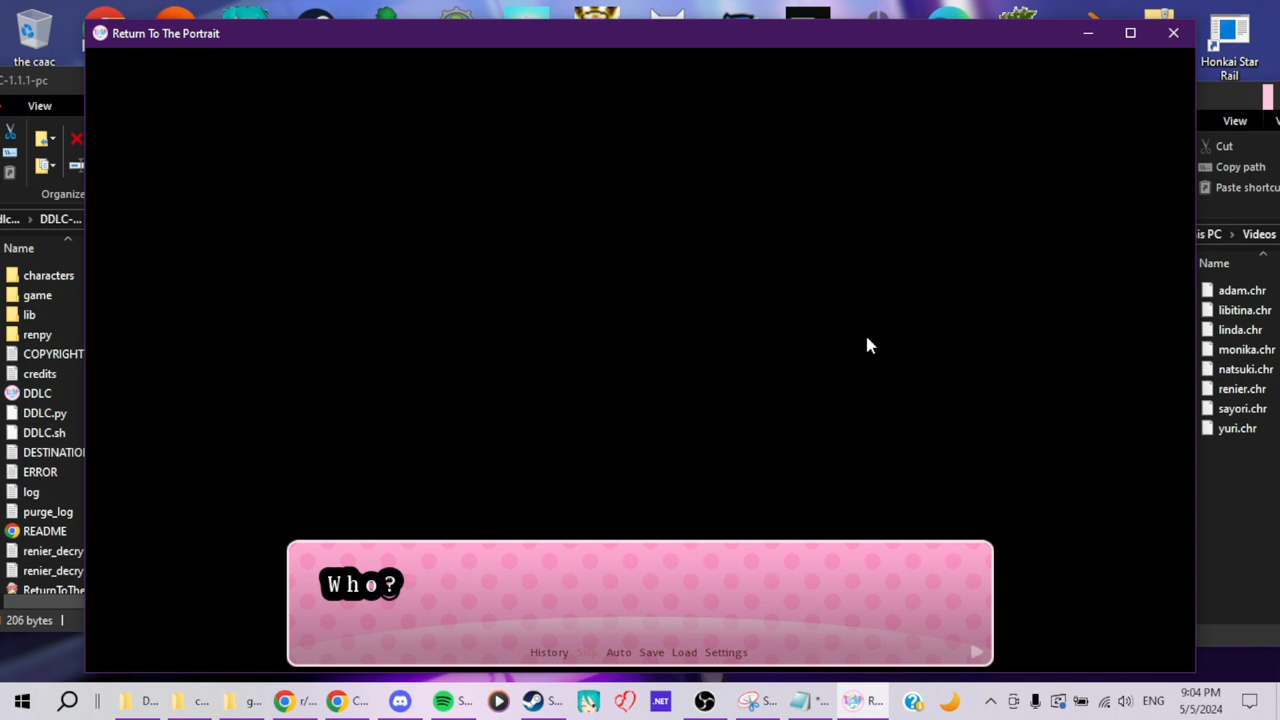 the caac
Honkai Star
Rail
Return To The Portrait
C-1.1.1-pc
View
View
Cut
Copy path
Paste shortcu
Organize
dlc...
DDLC-...
is PC
Videos
Name
Name
characters
game
lib
renpy
COPYRIGHT
credits
DDLC
DDLC.py
DDLC.sh
DESTINATIO
ERROR
log
purge_log
README
renier_decry
renier_decry
ReturnToThe
206 bytes
adam.chr
libitina.chr
linda.chr
monika.chr
natsuki.chr
renier.chr
sayori.chr
yuri.chr
Who?
History Skip Auto Save Load Settings
D...
c...
g...
r/...
C...
S...
S...
.NET
S...
*...
R...
ENG
9:04 PM
5/5/2024